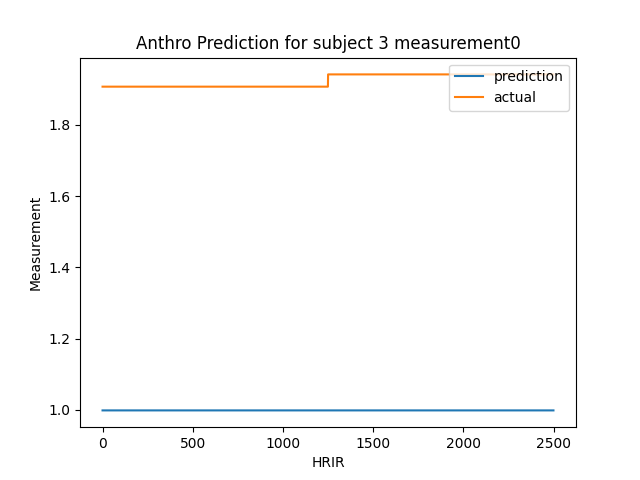 Anthro Prediction for subject 3 measurement0
prediction
actual
Measurement
1.8
1.6
1.4
1.2
1.0
0 500 1000 1500 2000 2500
HRIR